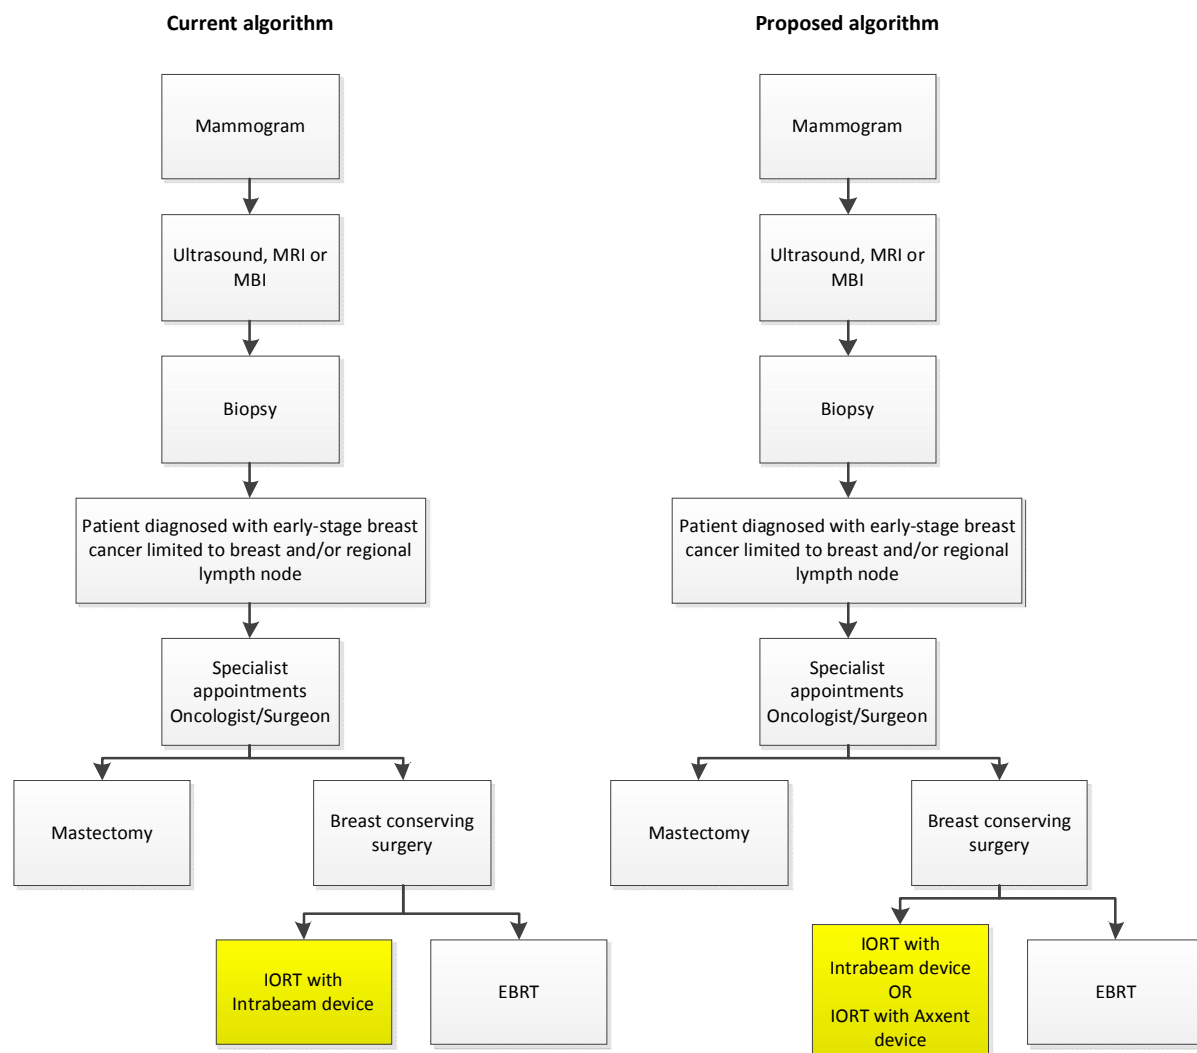 Current algorithm
Mammogram
Ultrasound, MRI or
MBI
Biopsy
Patient diagnosed with early-stage breast
cancer limited to breast and/or regional
lympth node
Specialist
appointments
Oncologist/Surgeon
Mastectomy
Breast conserving
surgery
IORT with
Intrabeam device
EBRT
Proposed algorithm
Mammogram
Ultrasound, MRI or
MBI
Biopsy
Patient diagnosed with early-stage breast
cancer limited to breast and/or regional
lympth node
Specialist
appointments
Oncologist/Surgeon
Mastectomy
Breast conserving
surgery
IORT with
Intrabeam device
OR
IORT with Axxent
device
EBRT